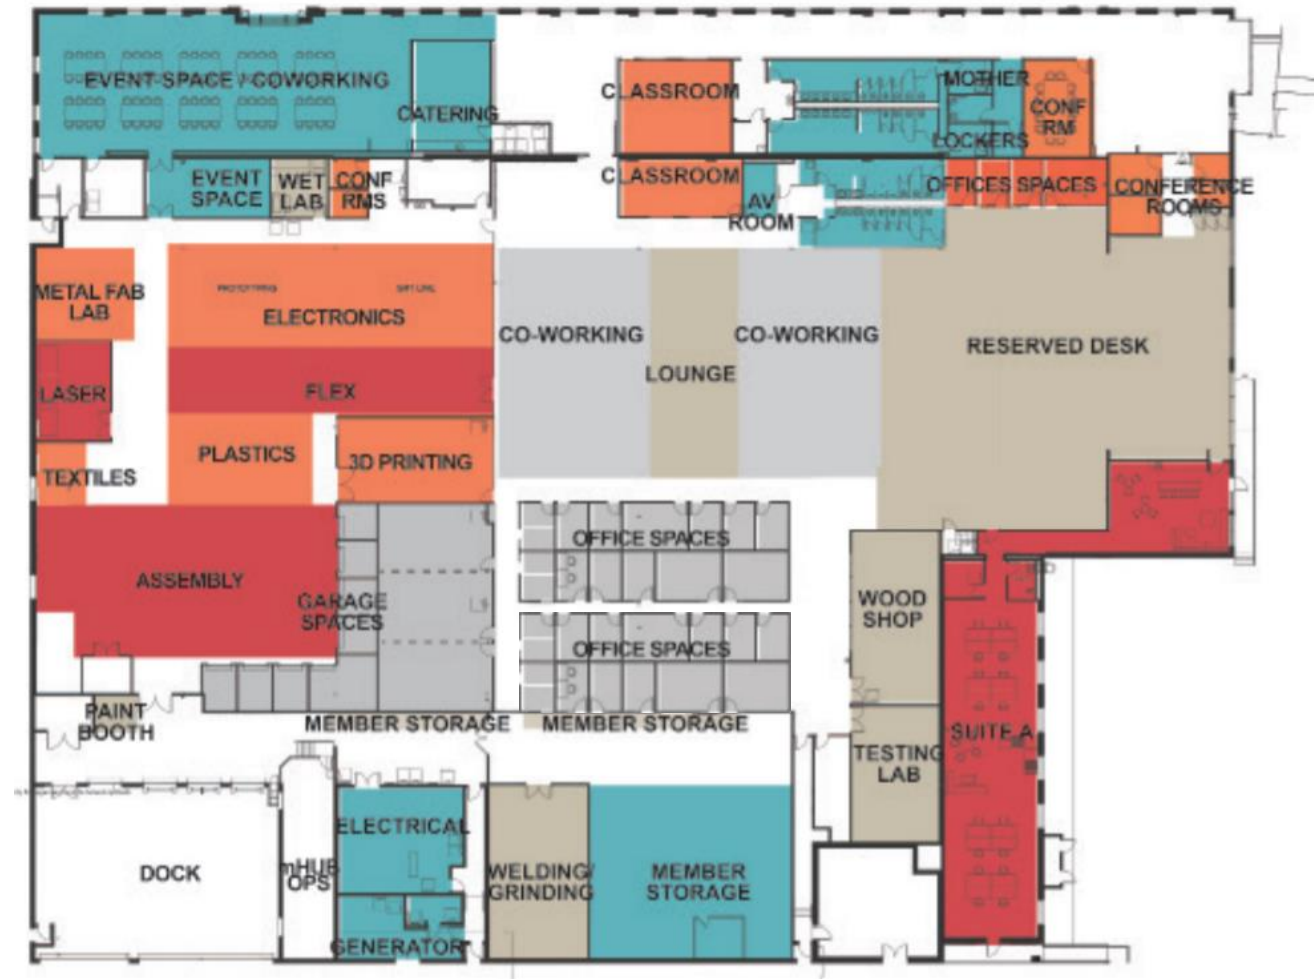 EVENT SPACE / COWORKING
CATERING
CLASSROOM
MOTHER
LOCKERS
CONF
RM
EVENT
SPACE
WET
LAB
CONF
RMS
CLASSROOM
AV
ROOM
OFFICES SPACES
CONFERENCE
ROOMS
METAL FAB
LAB
PROTOTYPING
ELECTRONICS
CO-WORKING
LOUNGE
CO-WORKING
RESERVED DESK
LASER
FLEX
TEXTILES
PLASTICS
3D PRINTING
ASSEMBLY
GARAGE
SPACES
OFFICE SPACES
OFFICE SPACES
WOOD
SHOP
PAINT
BOOTH
MEMBER STORAGE
MEMBER STORAGE
TESTING
LAB
SUITE A
DOCK
mHUB
OPS
ELECTRICAL
GENERATOR
WELDING/
GRINDING
MEMBER
STORAGE